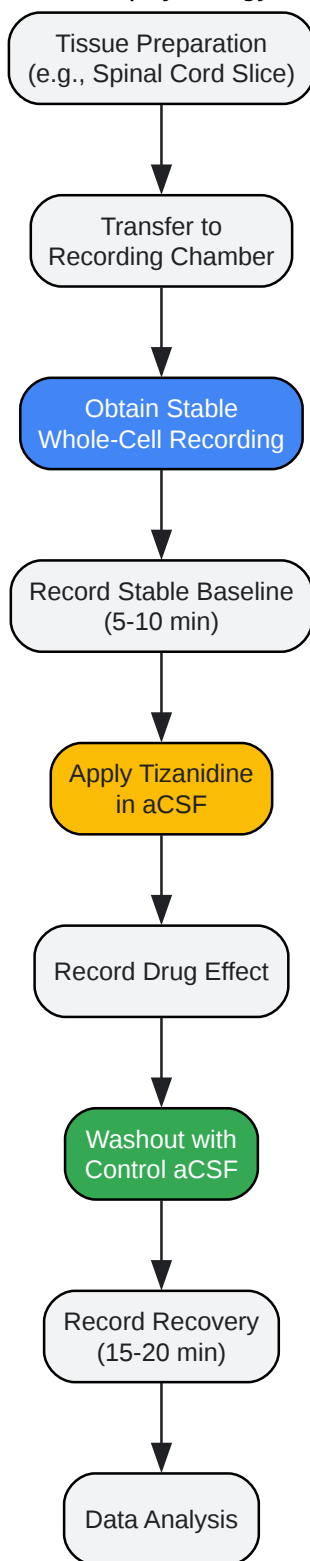 Tissue Preparation
(e.g., Spinal Cord Slice)
Transfer to
Recording Chamber
Obtain Stable
Whole-Cell Recording
Record Stable Baseline
(5-10 min)
Apply Tizanidine
in aCSF
Record Drug Effect
Washout with
Control aCSF
Record Recovery
(15-20 min)
Data Analysis